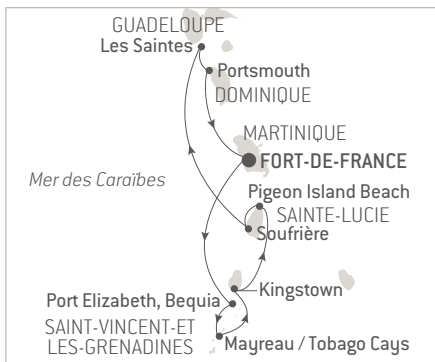 GUADELOUPE
Les Saintes
Portsmouth
DOMINIQUE
MARTINIQUE
FORT-DE-FRANCE
Mer des Caraïbes
Pigeon Island Beach
SAINTE-LUCIE
Soufrière
Kingstown
Port Elizabeth, Bequia
SAINT-VINCENT-ET
LES-GRENADINES
Mayreau / Tobago Cays